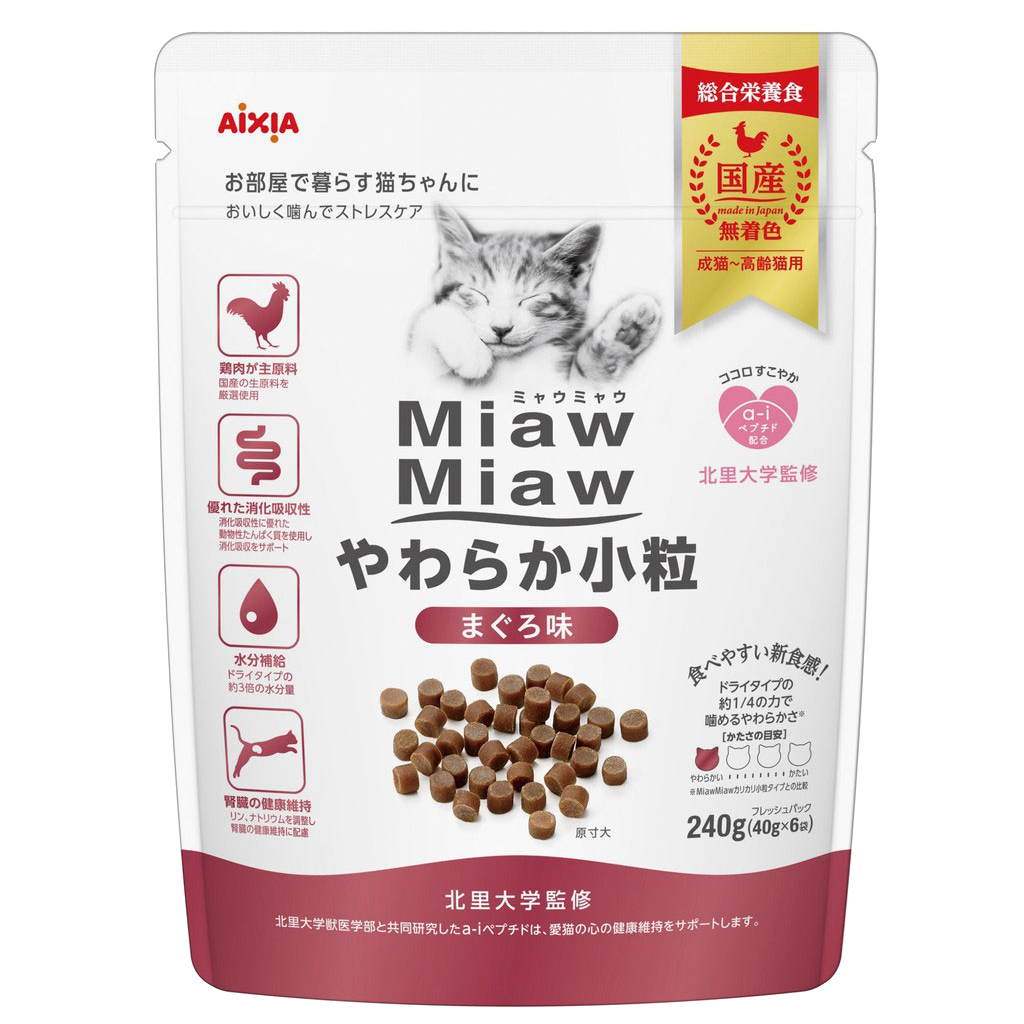 AIXIA
お部屋で暮らす猫ちゃんに
おいしく噛んでストレスケア
総合栄養食
国産
made in Japan
無着色
成猫~高齢猫用
鶏肉が主原料
国産の生原料を
厳選使用
優れた消化吸収性
消化吸収性に優れた
動物性たんぱく質を使用し
消化吸収をサポート
水分補給
ドライタイプの
約3倍の水分量
腎臓の健康維持
リン、ナトリウムを調整し
腎臓の健康維持に配慮
ミャウミャウ
Miaw
Miaw
やわらか小粒
まぐろ味
ココロすこやか
a-i
ペプチド
配合
北里大学監修
食べやすい新食感!
ドライタイプの
約1/4の力で
噛めるやわらかさ※
[かたさの目安]
やわらかい かたい
※MiawMiawカリカリ小粒タイプとの比較
フレッシュパック
240g(40g×6袋)
原寸大
北里大学監修
北里大学獣医学部と共同研究したa-iペプチドは、愛猫の心の健康維持をサポートします。